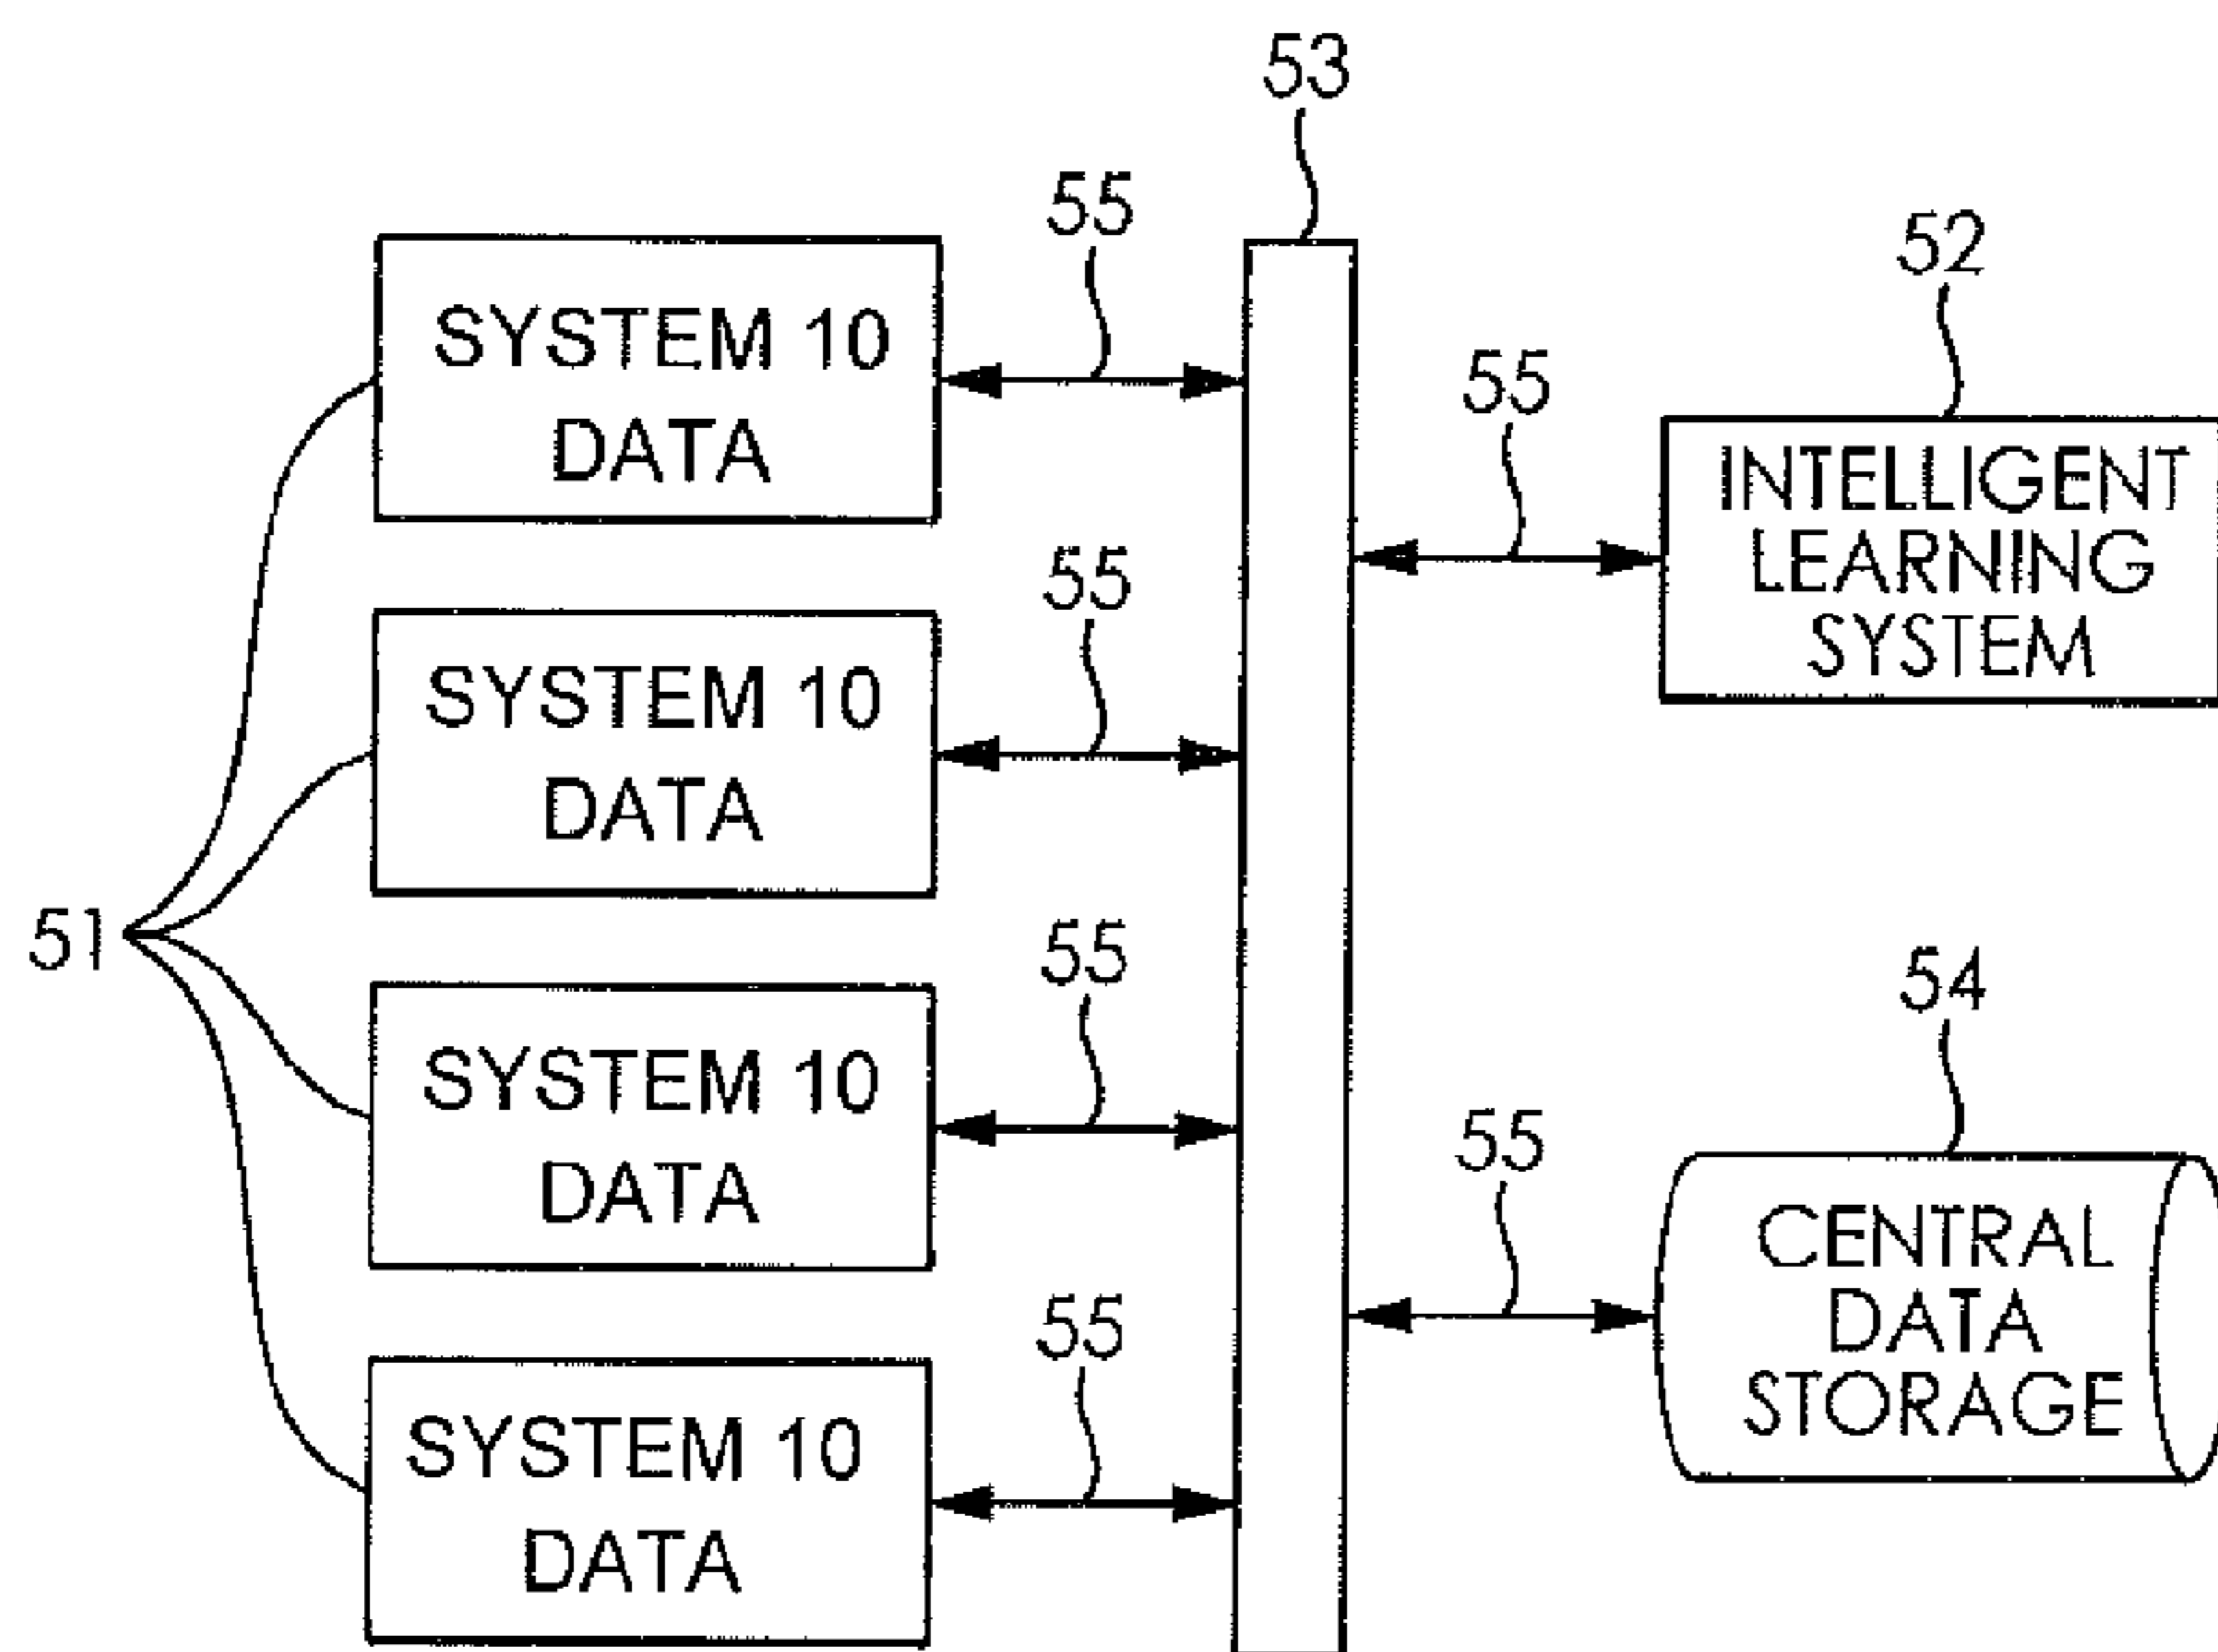 53
55
SYSTEM 10
DATA
52
55
INTELLIGENT
LEARNING
SYSTEM
55
SYSTEM 10
DATA
51
55
SYSTEM 10
DATA
54
55
CENTRAL
DATA
STORAGE
55
SYSTEM 10
DATA